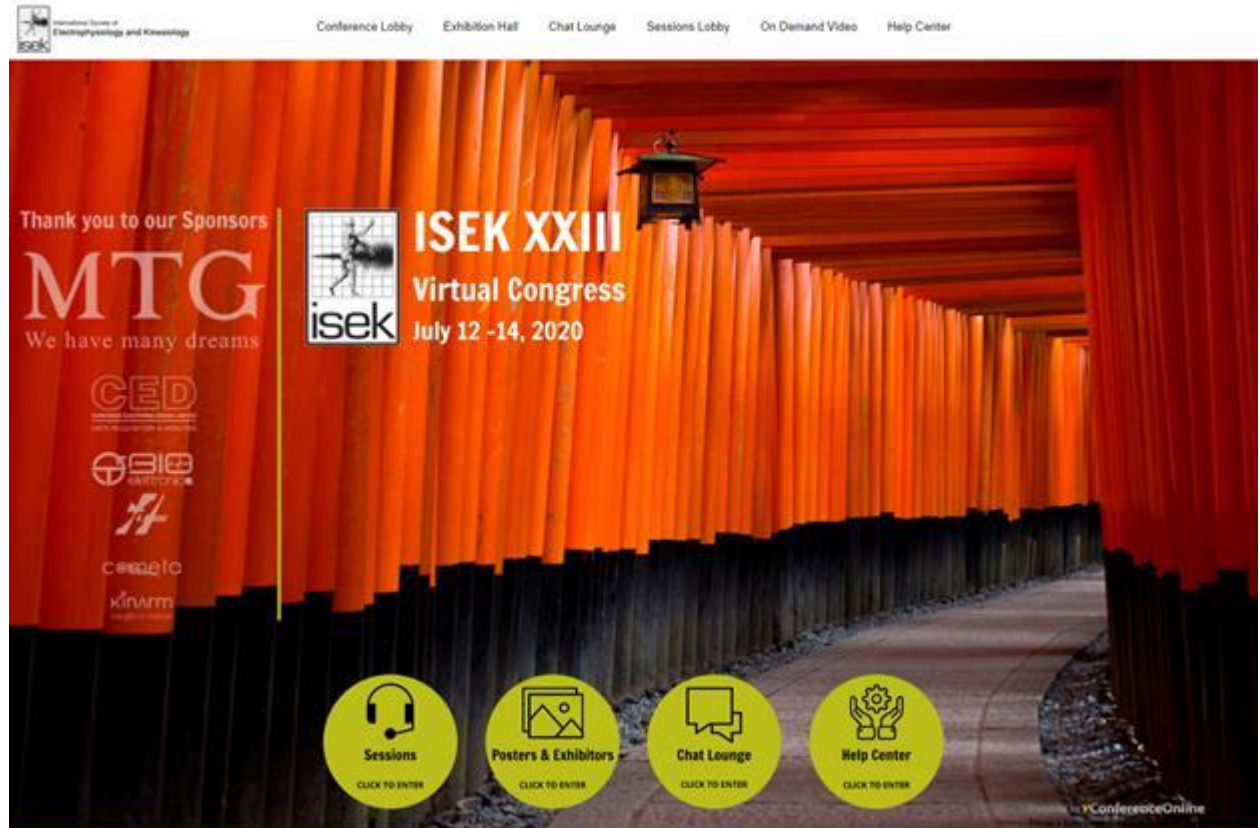 International Society of
Electrophysiology and Kinesiology
isek
Conference Lobby
Exhibition Hall
Chat Lounge
Sessions Lobby
On Demand Video
Help Center
Thank you to our Sponsors
MTG
We have many dreams
CED
BIO
elettronica
cometa
KINARM
isek
ISEK XXIII
Virtual Congress
July 12 -14, 2020
Sessions
CLICK TO ENTER
Posters & Exhibitors
CLICK TO ENTER
Chat Lounge
CLICK TO ENTER
Help Center
CLICK TO ENTER
vConferenceOnline